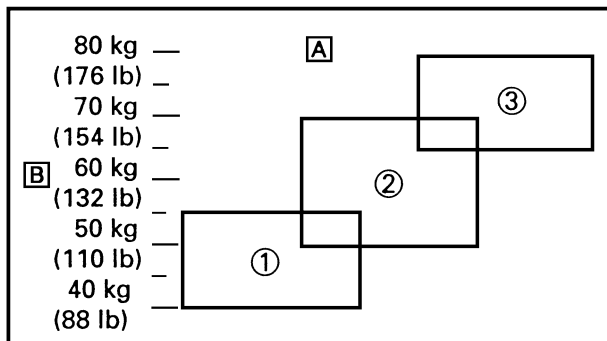 80 kg
A
(176 lb)
70 kg
③
(154 lb)
B 60 kg
②
(132 lb)
50 kg
①
(110 lb)
40 kg
(88 lb)